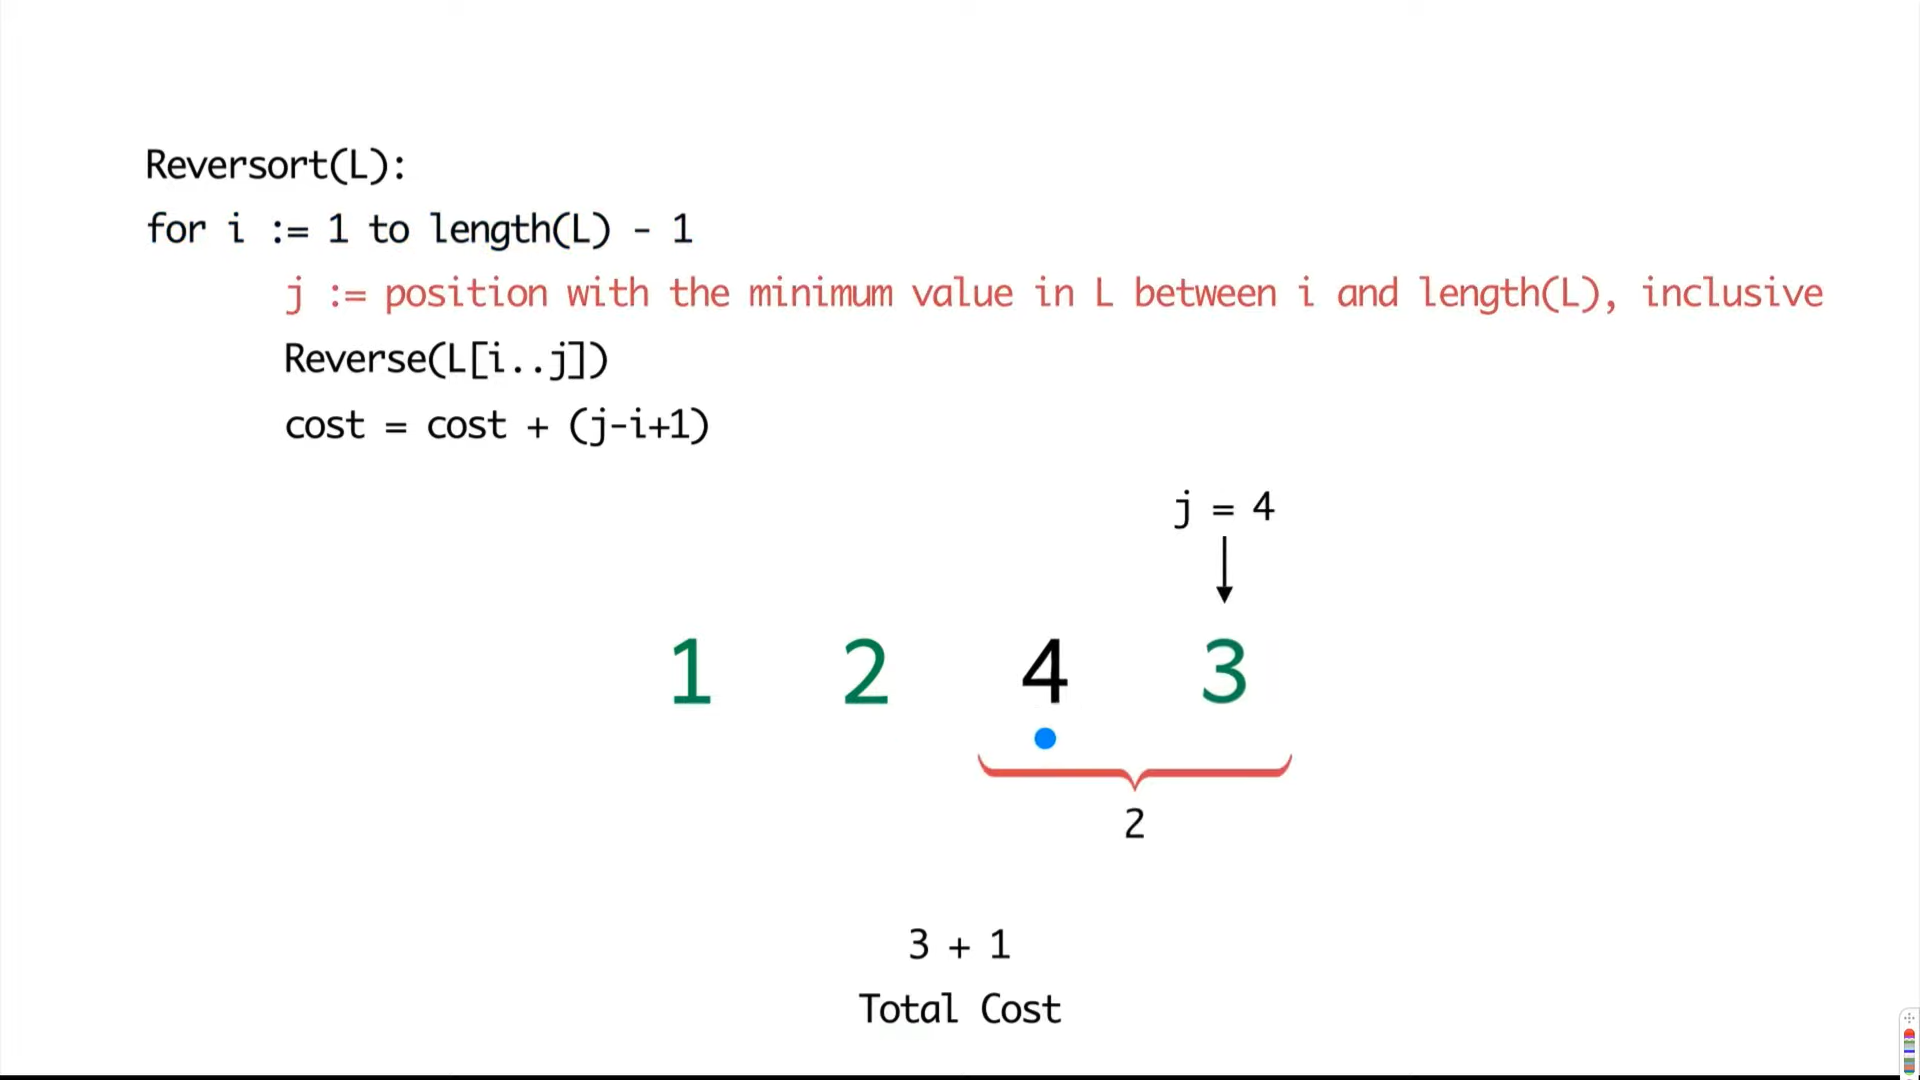 Reversort(L):
for i := 1 to length(L) - 1
j := position with the minimum value in L between i and length(L), inclusive
Reverse(L[i..j])
cost = cost + (j-i+1)
j = 4
1 2 4 3
2
3 + 1
Total Cost